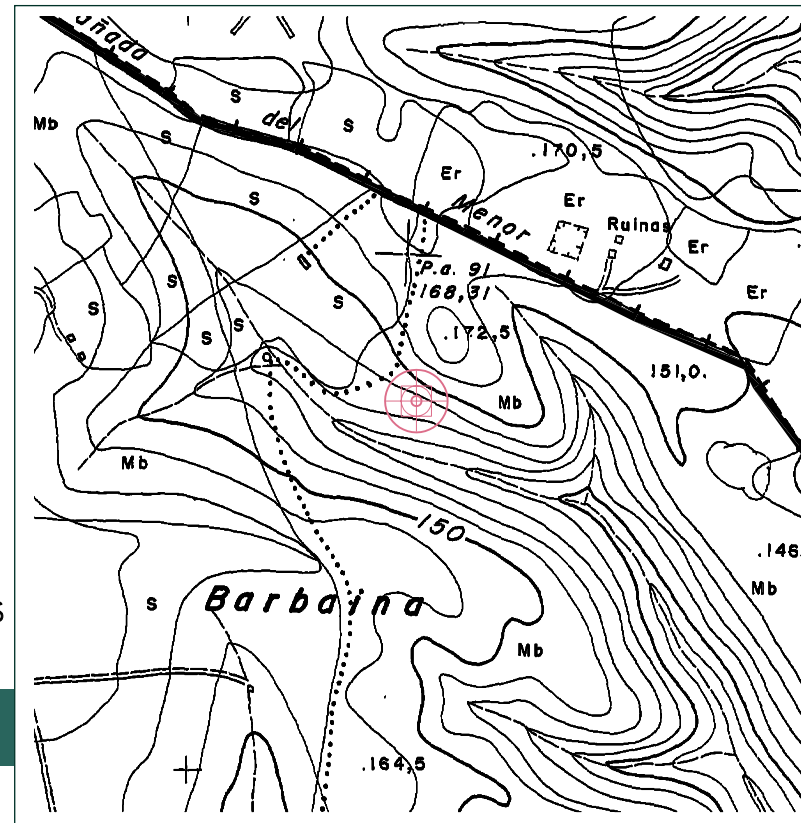 añada
S
del
S
Mb
S
.170,5
Er
S
Er
Menor
Ruinas
Er
P.a. 91
168,31
S
S
Er
S
S
S
.172,5
151,0.
Mb
Mb
150
.146
Mb
S
Barbaina
Mb
.164,5